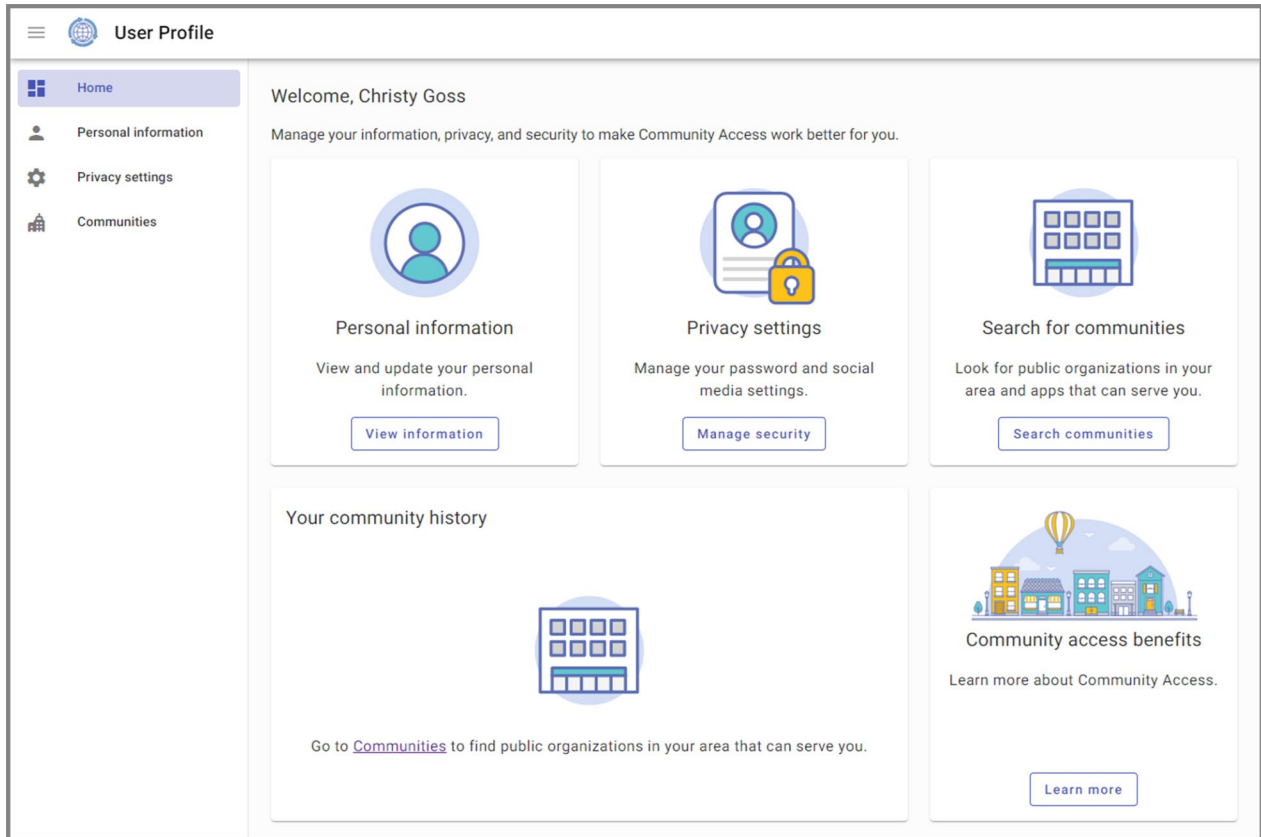 User Profile
Home
Personal information
Privacy settings
Communities
Welcome, Christy Goss
Manage your information, privacy, and security to make Community Access work better for you.
Personal information
View and update your personal
information.
View information
Privacy settings
Manage your password and social
media settings.
Manage security
Search for communities
Look for public organizations in your
area and apps that can serve you.
Search communities
Your community history
Go to Communities to find public organizations in your area that can serve you.
Community access benefits
Learn more about Community Access.
Learn more